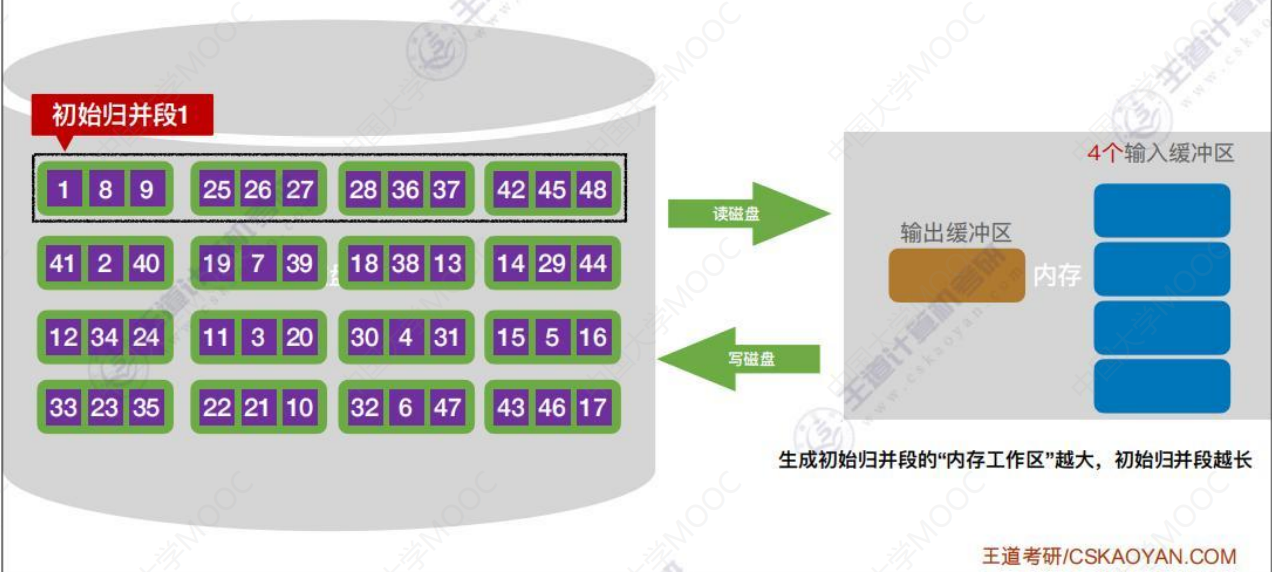 初始归并段1
1 8 9 25 26 27 28 36 37 42 45 48
41 2 40 19 7 39 18 38 13 14 29 44
12 34 24 11 3 20 30 4 31 15 5 16
33 23 35 22 21 10 32 6 47 43 46 17
读磁盘
写磁盘
4个输入缓冲区
输出缓冲区
内存
生成初始归并段的“内存工作区”越大，初始归并段越长
王道考研/CSKAOYAN.COM